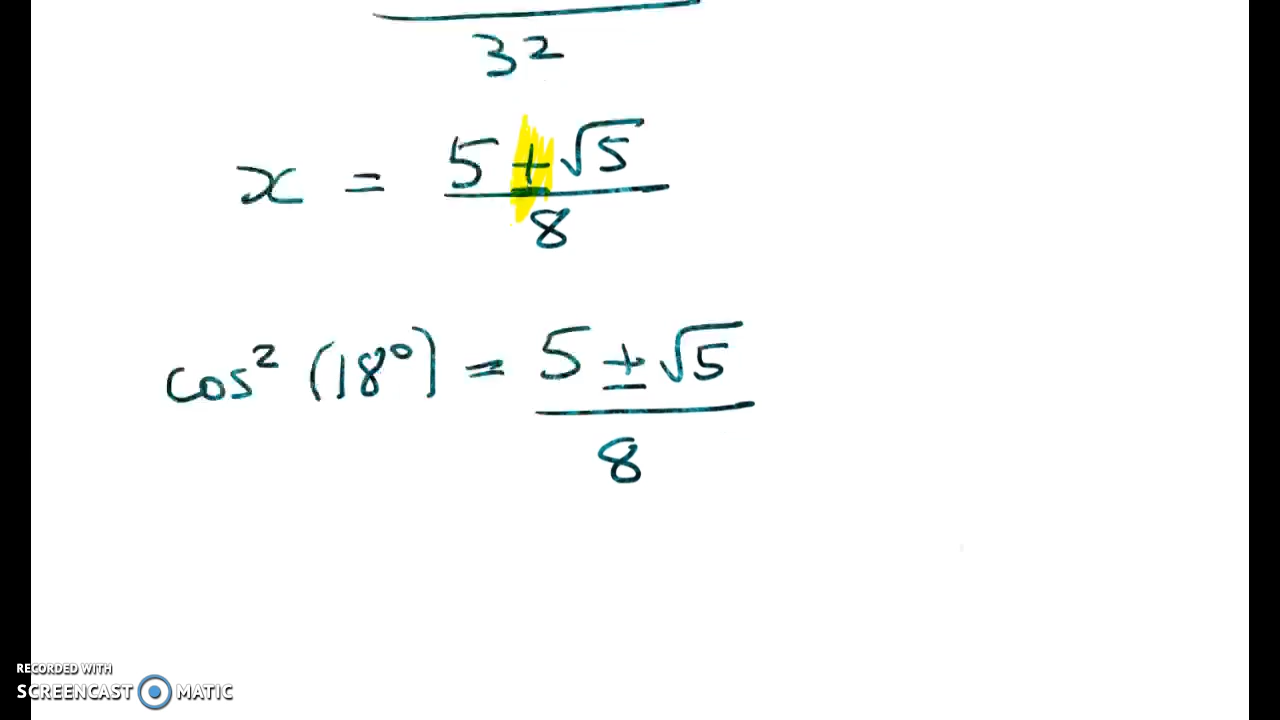 32
x = 5 ± √5
8
cos² (18°) = 5 ± √5
8
RECORDED WITH
SCREENCAST MATIC